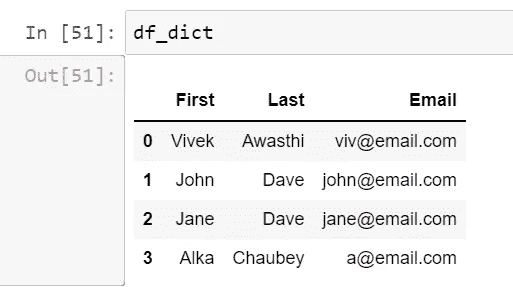 In [51]: df_dict
Out[51]:
First Last Email
0 Vivek Awasthi viv@email.com
1 John Dave john@email.com
2 Jane Dave jane@email.com
3 Alka Chaubey a@email.com